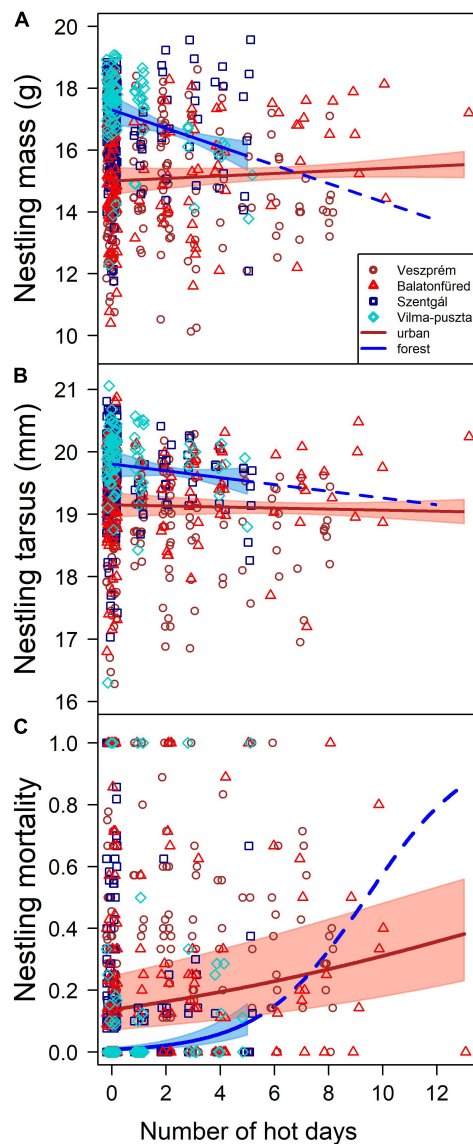 A
Nestling mass (g)
20
18
16
14
12
10
Veszprém
Balatonfüred
Szentgál
Vilma-puszta
urban
forest
B
Nestling tarsus (mm)
21
20
19
18
17
16
C
Nestling mortality
1.0
0.8
0.6
0.4
0.2
0.0
0 2 4 6 8 10 12
Number of hot days